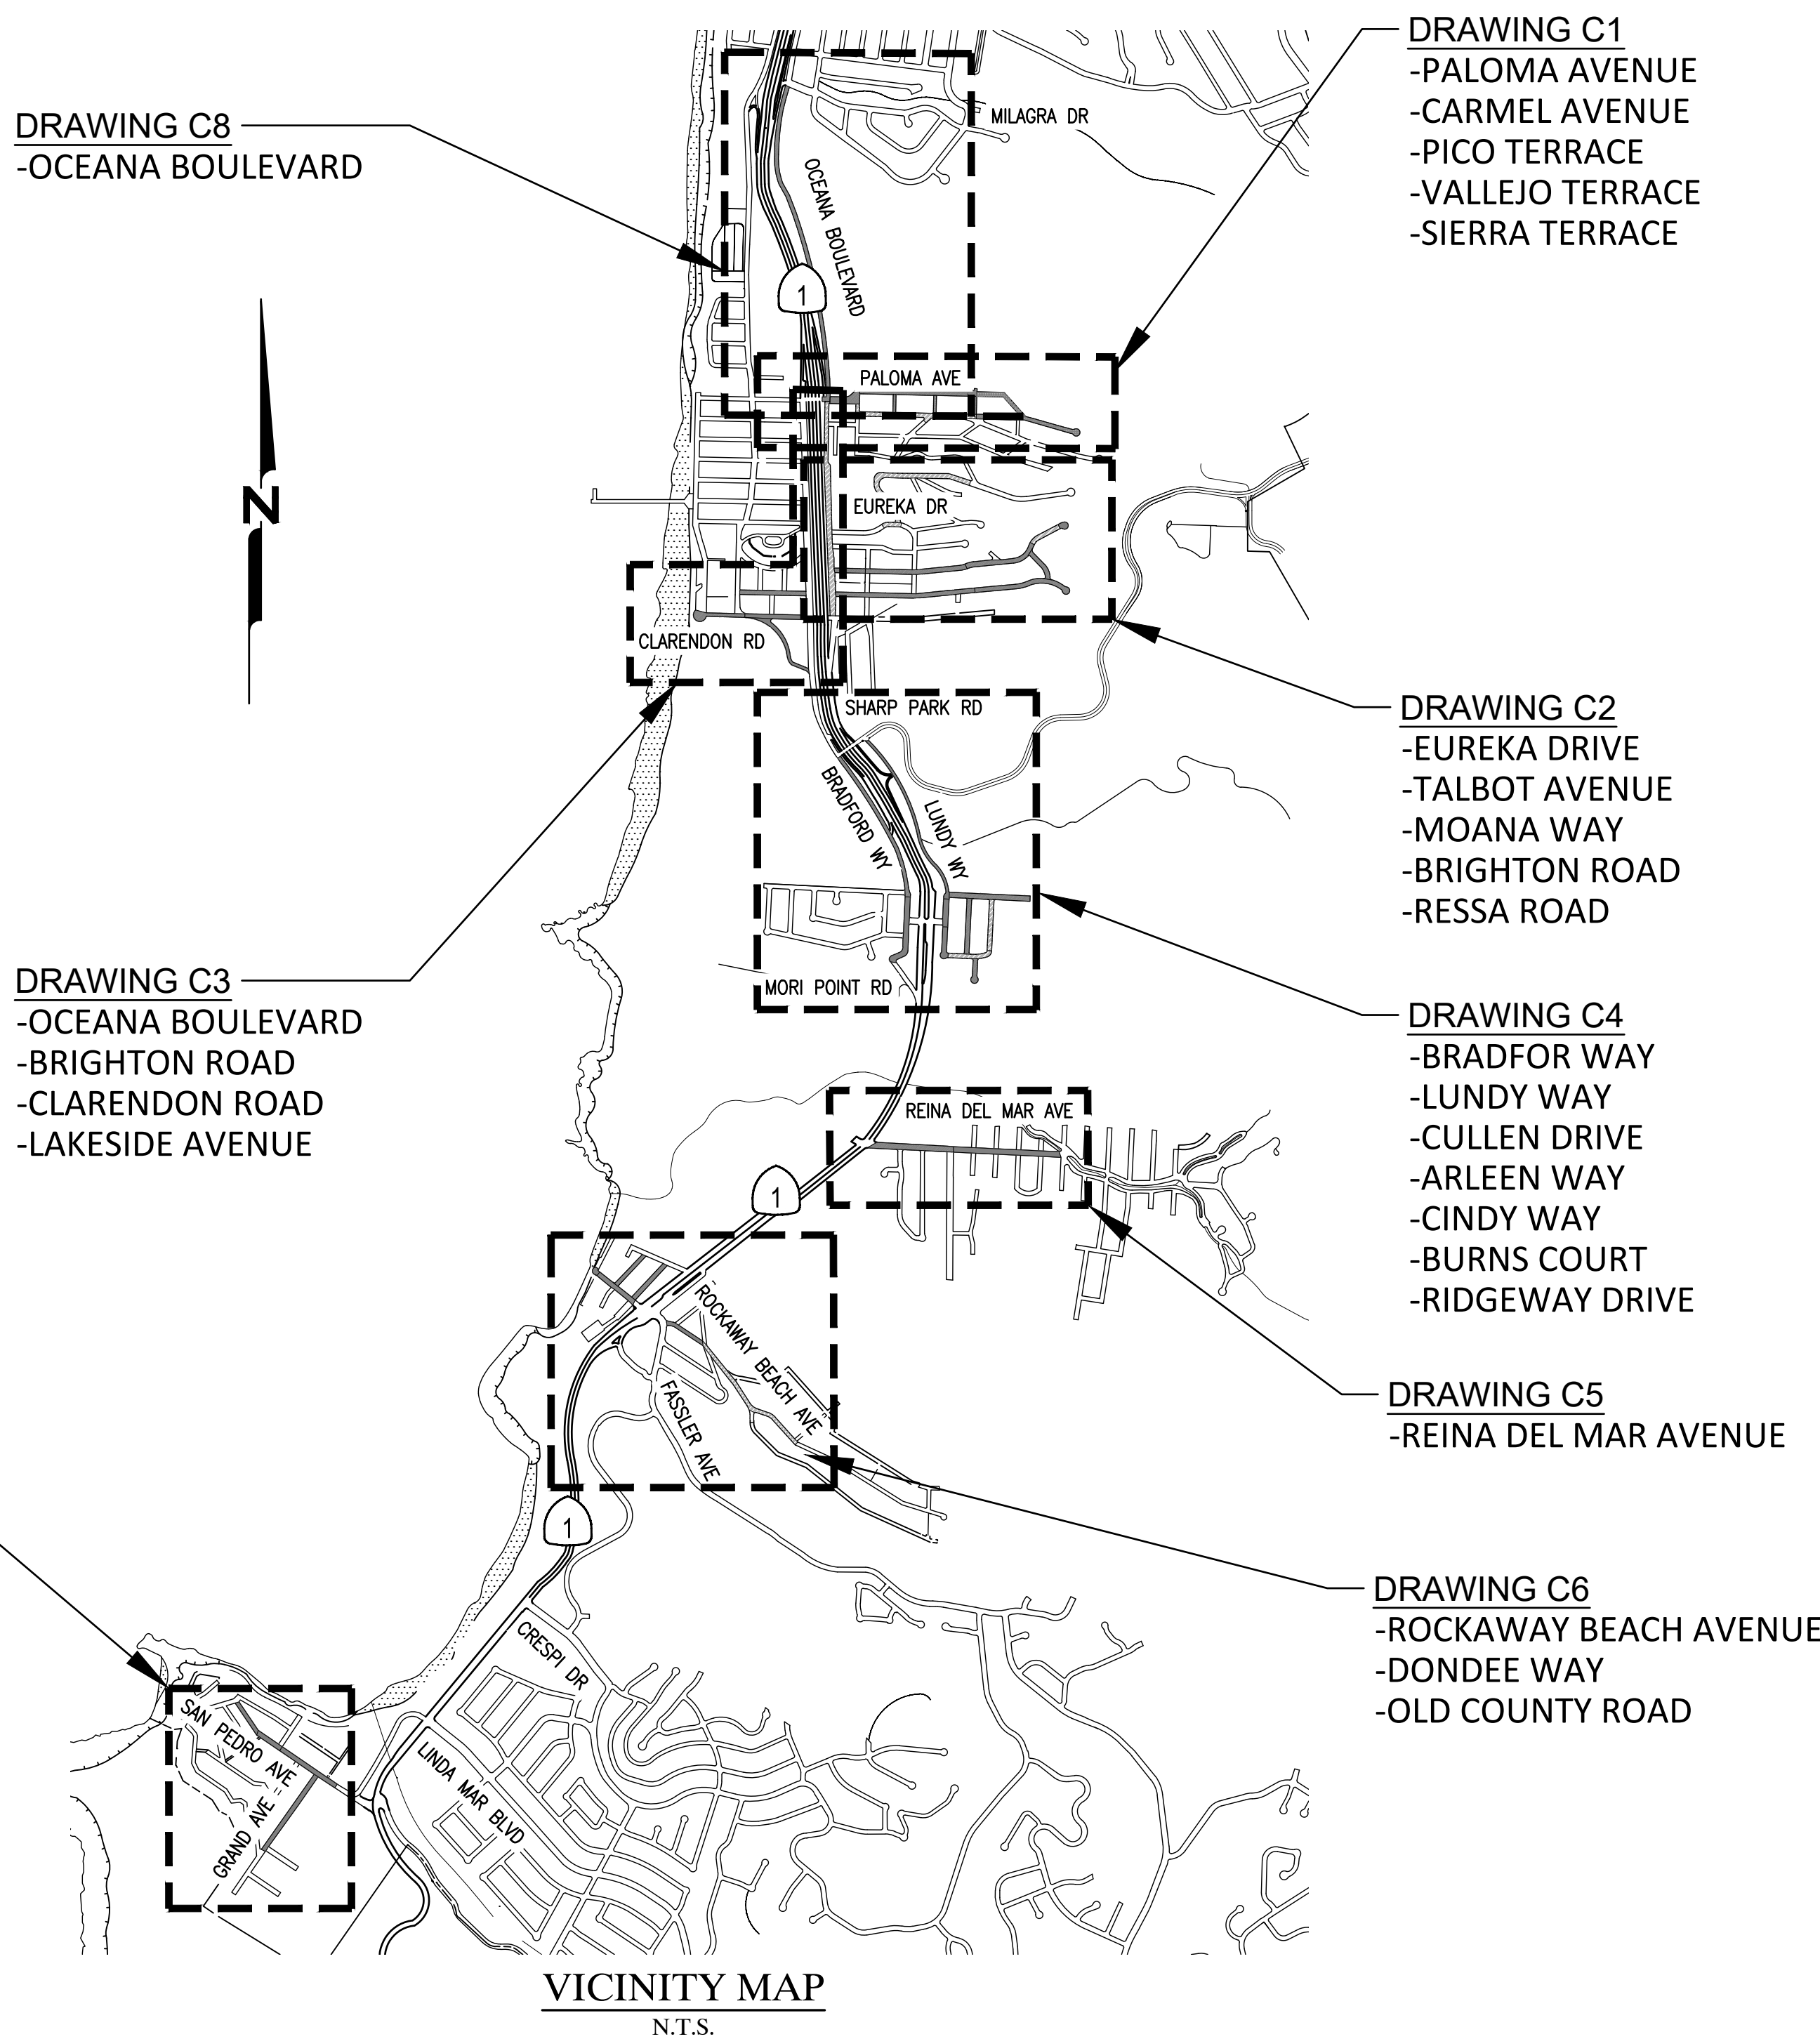 DRAWING C1
-PALOMA AVENUE
-CARMEL AVENUE
-PICO TERRACE
-VALLEJO TERRACE
-SIERRA TERRACE
DRAWING C8
-OCEANA BOULEVARD
MILAGRA DR
OCEANA BOULEVARD
1
PALOMA AVE
N
EUREKA DR
CLARENDON RD
SHARP PARK RD
DRAWING C2
-EUREKA DRIVE
-TALBOT AVENUE
-MOANA WAY
-BRIGHTON ROAD
-RESSA ROAD
BRADFORD WY
LUNDY WY
DRAWING C3
-OCEANA BOULEVARD
-BRIGHTON ROAD
-CLARENDON ROAD
-LAKESIDE AVENUE
MORI POINT RD
DRAWING C4
-BRADFOR WAY
-LUNDY WAY
-CULLEN DRIVE
-ARLEEN WAY
-CINDY WAY
-BURNS COURT
-RIDGEWAY DRIVE
REINA DEL MAR AVE
1
ROCKAWAY BEACH AVE
FASSLER AVE
DRAWING C5
-REINA DEL MAR AVENUE
1
DRAWING C6
-ROCKAWAY BEACH AVENUE
-DONDEE WAY
-OLD COUNTY ROAD
CRESPI DR
SAN PEDRO AVE
LINDA MAR BLVD
GRAND AVE
VICINITY MAP
N.T.S.